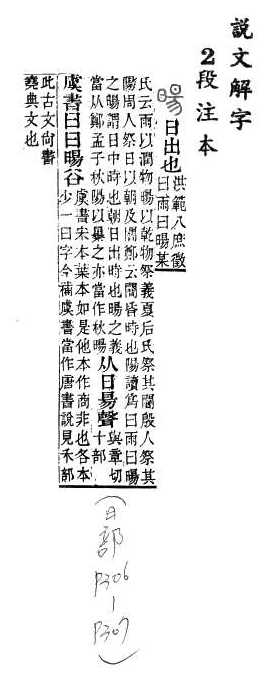 說文解字
2段注本
暘 日出也 洪範八庶徵
曰雨曰暘某
氏云雨以潤物暘以乾物祭義夏后氏祭其闇殷人祭其
陽周人祭日以朝及闇鄭云闇昏時也陽讀爲曰雨曰暘
之暘謂日中時也朝日出時也暘之義
當从鄭孟子秋陽以暴之亦當作秋暘
从日昜聲 與章切
十部
虞書曰曰暘谷 虞書宋本葉本如是他本作商非也各本
少一曰字今補虞書當作唐書說見禾部
此古文尚書
堯典文也
(日部
P306
—
P307)